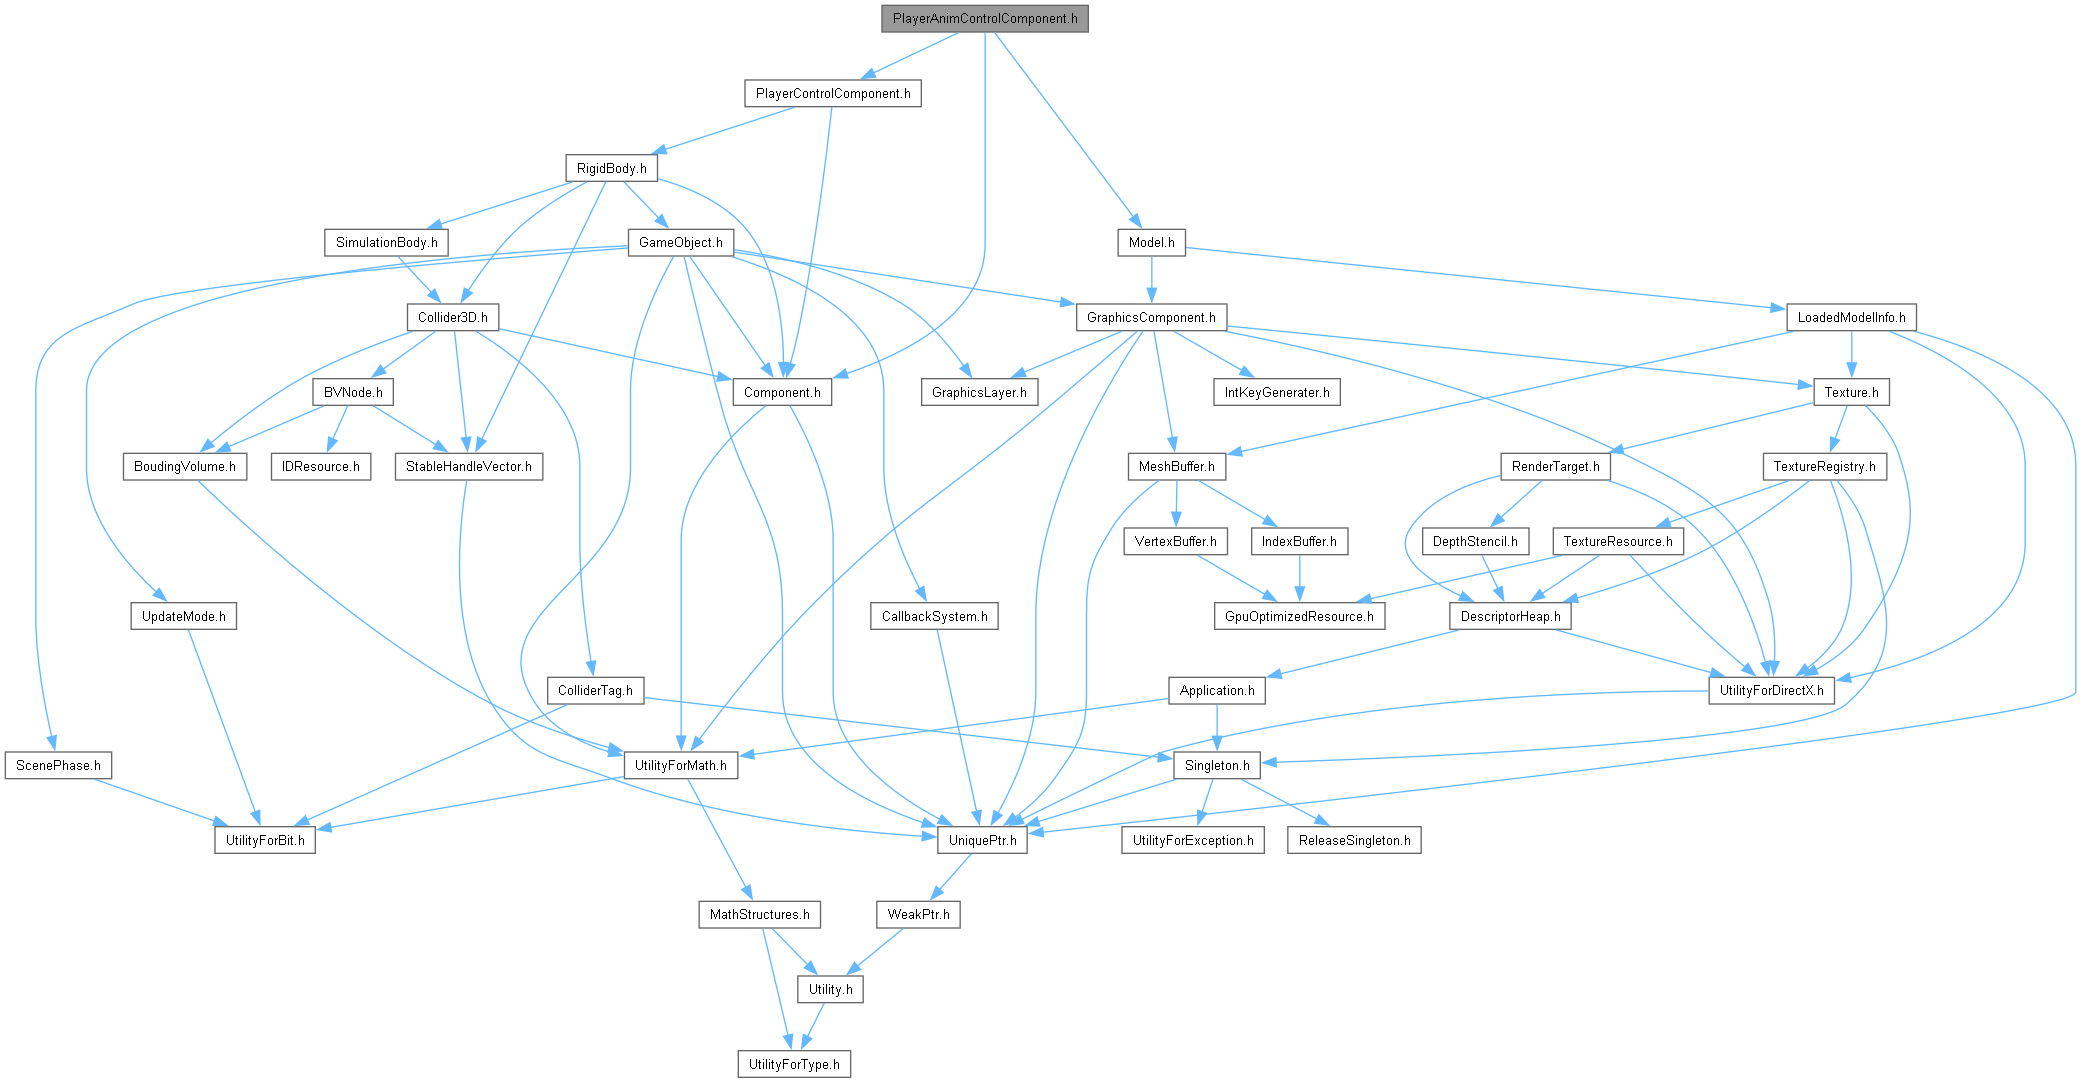 PlayerAnimControlComponent.h
PlayerControlComponent.h
RigidBody.h
SimulationBody.h
GameObject.h
Model.h
Collider3D.h
GraphicsComponent.h
LoadedModelInfo.h
BVNode.h
Component.h
GraphicsLayer.h
IntKeyGenerater.h
Texture.h
BoudingVolume.h
IDResource.h
StableHandleVector.h
MeshBuffer.h
RenderTarget.h
TextureRegistry.h
VertexBuffer.h
IndexBuffer.h
DepthStencil.h
TextureResource.h
UpdateMode.h
CallbackSystem.h
GpuOptimizedResource.h
DescriptorHeap.h
ColliderTag.h
Application.h
UtilityForDirectX.h
ScenePhase.h
UtilityForMath.h
Singleton.h
UtilityForBit.h
UniquePtr.h
UtilityForException.h
ReleaseSingleton.h
MathStructures.h
WeakPtr.h
Utility.h
UtilityForType.h